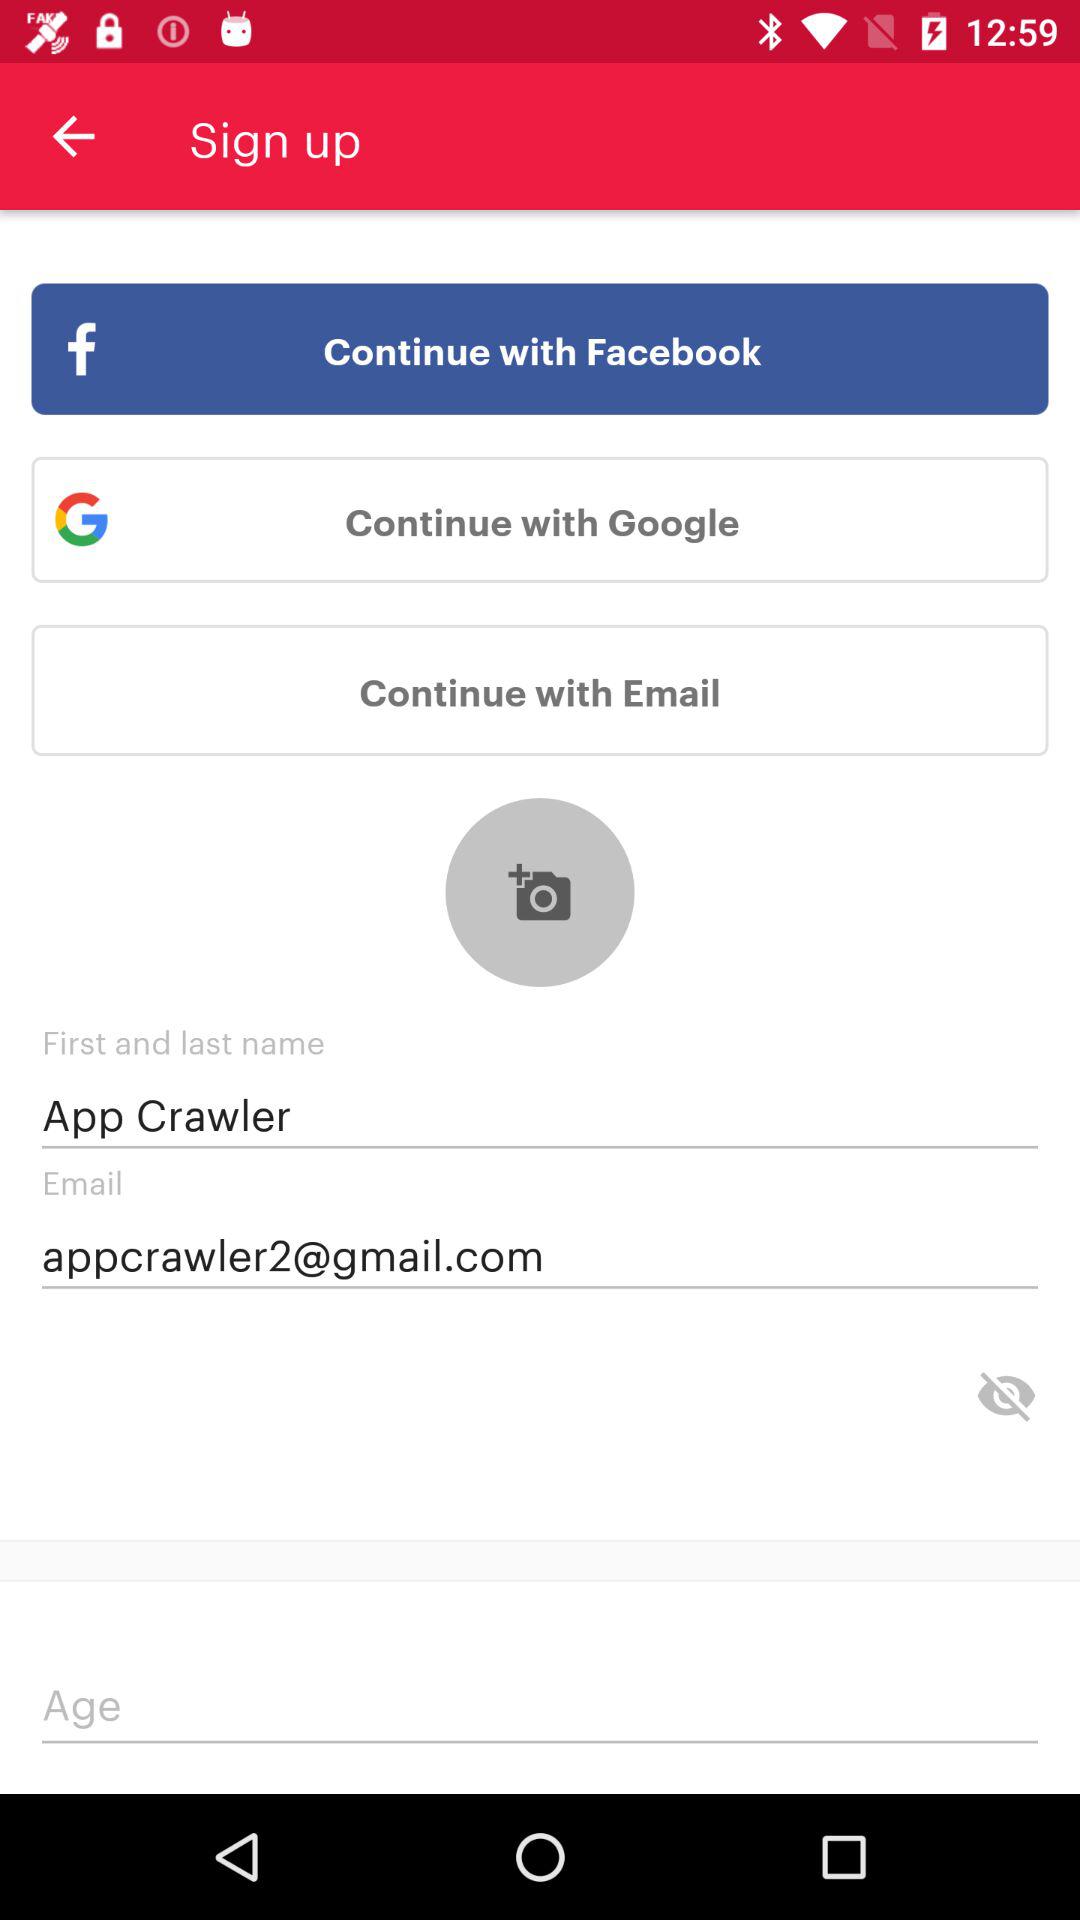 FAKE
12:59
Sign up
Continue with Facebook
Continue with Google
Continue with Email
First and last name
App Crawler
Email
appcrawler2@gmail.com
Age